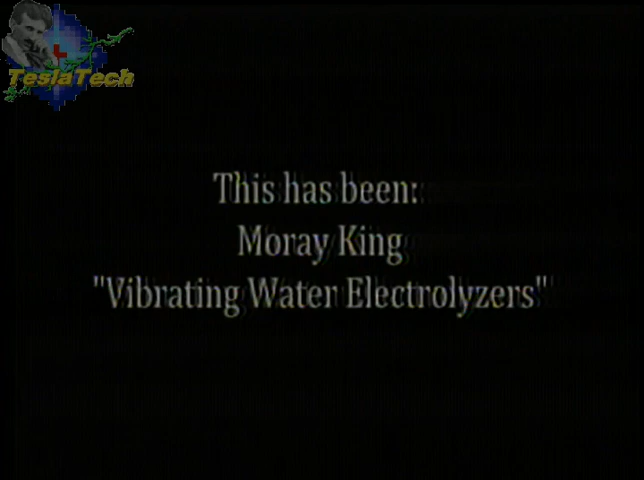 TeslaTech
This has been:
Moray King
"Vibrating Water Electrolyzers"